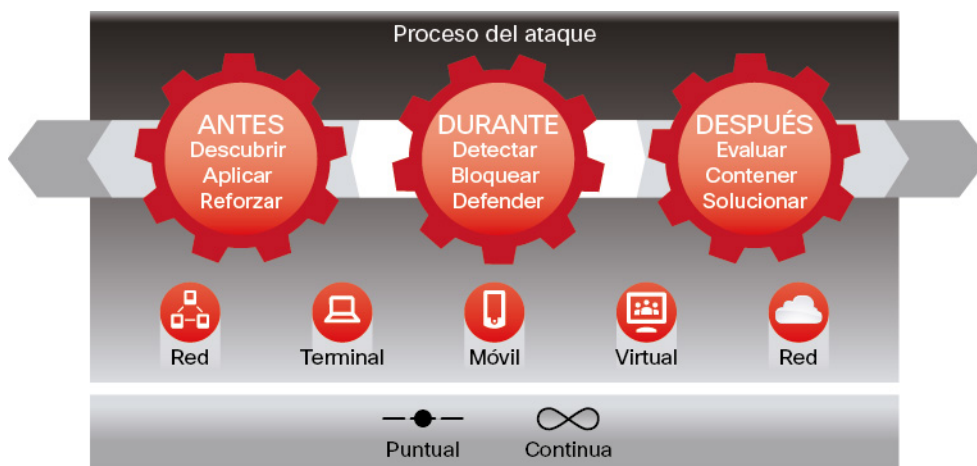 Proceso del ataque
ANTES
Descubrir
Aplicar
Reforzar
DURANTE
Detectar
Bloquear
Defender
DESPUÉS
Evaluar
Contener
Solucionar
Red
Terminal
Móvil
Virtual
Red
Puntual
Continua